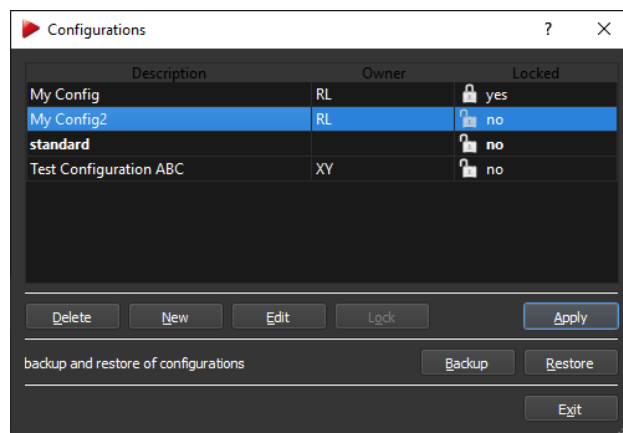 Configurations ?
Description Owner Locked
My Config RL yes
My Config2 RL no
standard no
Test Configuration ABC XY no
Delete New Edit Lock Apply
backup and restore of configurations Backup Restore
Exit